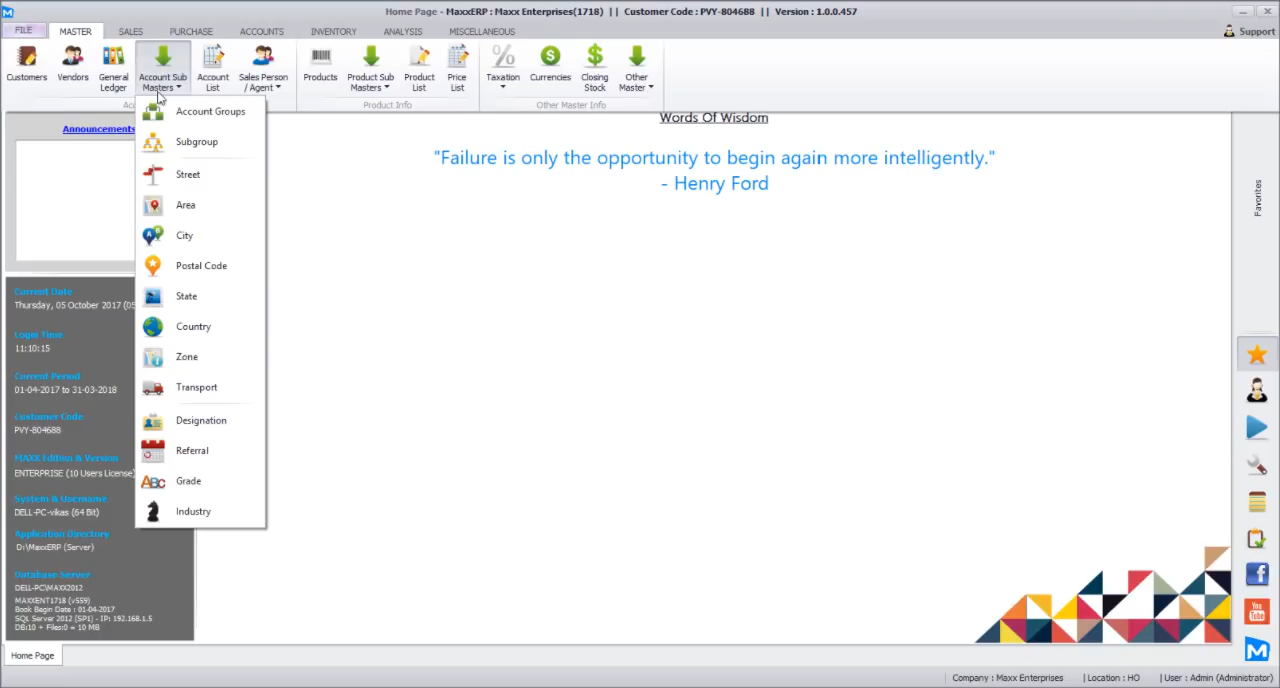 Home Page - MaxxERP : Maxx Enterprises(1718) || Customer Code : PVY-804688 || Version : 1.0.0.457
FILE MASTER SALES PURCHASE ACCOUNTS INVENTORY ANALYSIS MISCELLANEOUS Support
Customers Vendors General Ledger Account Sub Masters Account List Sales Person / Agent Products Product Sub Masters Product List Price List Taxation Currencies Closing Stock Other Master
Product Info Other Master Info
Announcements
Account Groups
Subgroup
Street
Area
City
Postal Code
State
Country
Zone
Transport
Designation
Referral
Grade
Industry
Words Of Wisdom
"Failure is only the opportunity to begin again more intelligently."
- Henry Ford
Favorites
Current Date
Thursday, 05 October 2017 (05
Login Time
11:10:15
Current Period
01-04-2017 to 31-03-2018
Customer Code
PVY-804688
MAXX Edition & Version
ENTERPRISE (10 Users License)
System & Username
DELL-PC-vikas (64 Bit)
Application Directory
D:\MaxxERP (Server)
Database Server
DELL-PC\MAXX2012
MAXXENT1718 (v559)
Book Begin Date : 01-04-2017
SQL Server 2012 (SP1) - IP: 192.168.1.5
DB:10 + Files:0 = 10 MB
You Tube
Home Page
Company : Maxx Enterprises | Location : HO | User : Admin (Administrator)